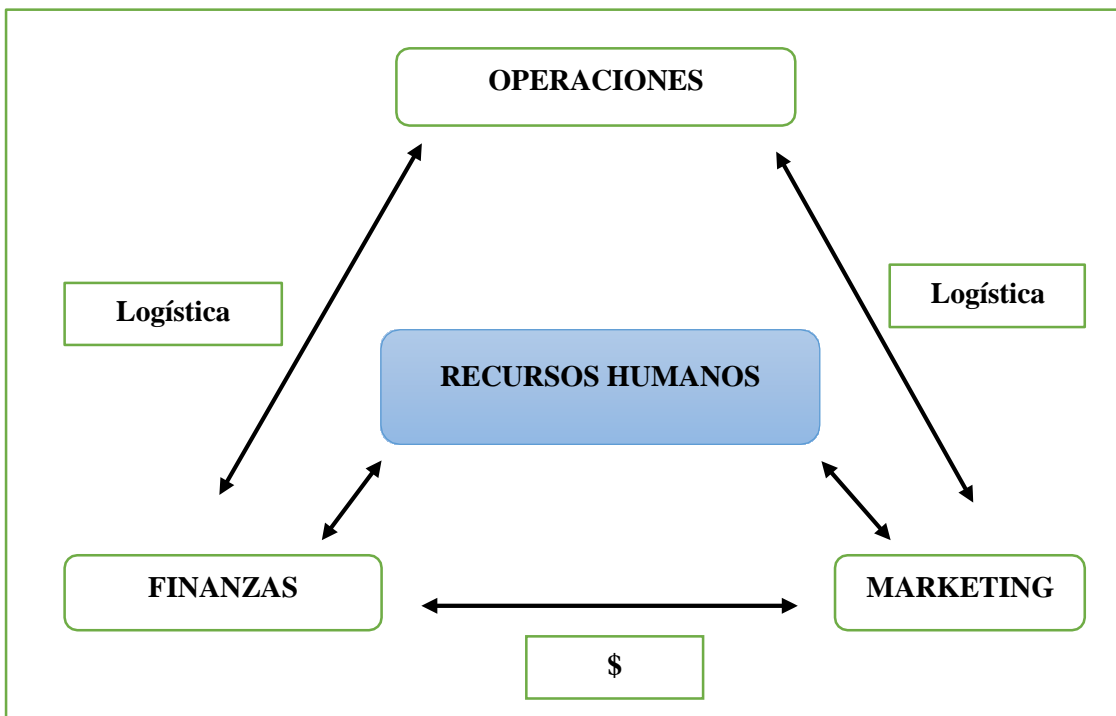 OPERACIONES
Logística
Logística
RECURSOS HUMANOS
FINANZAS
MARKETING
$